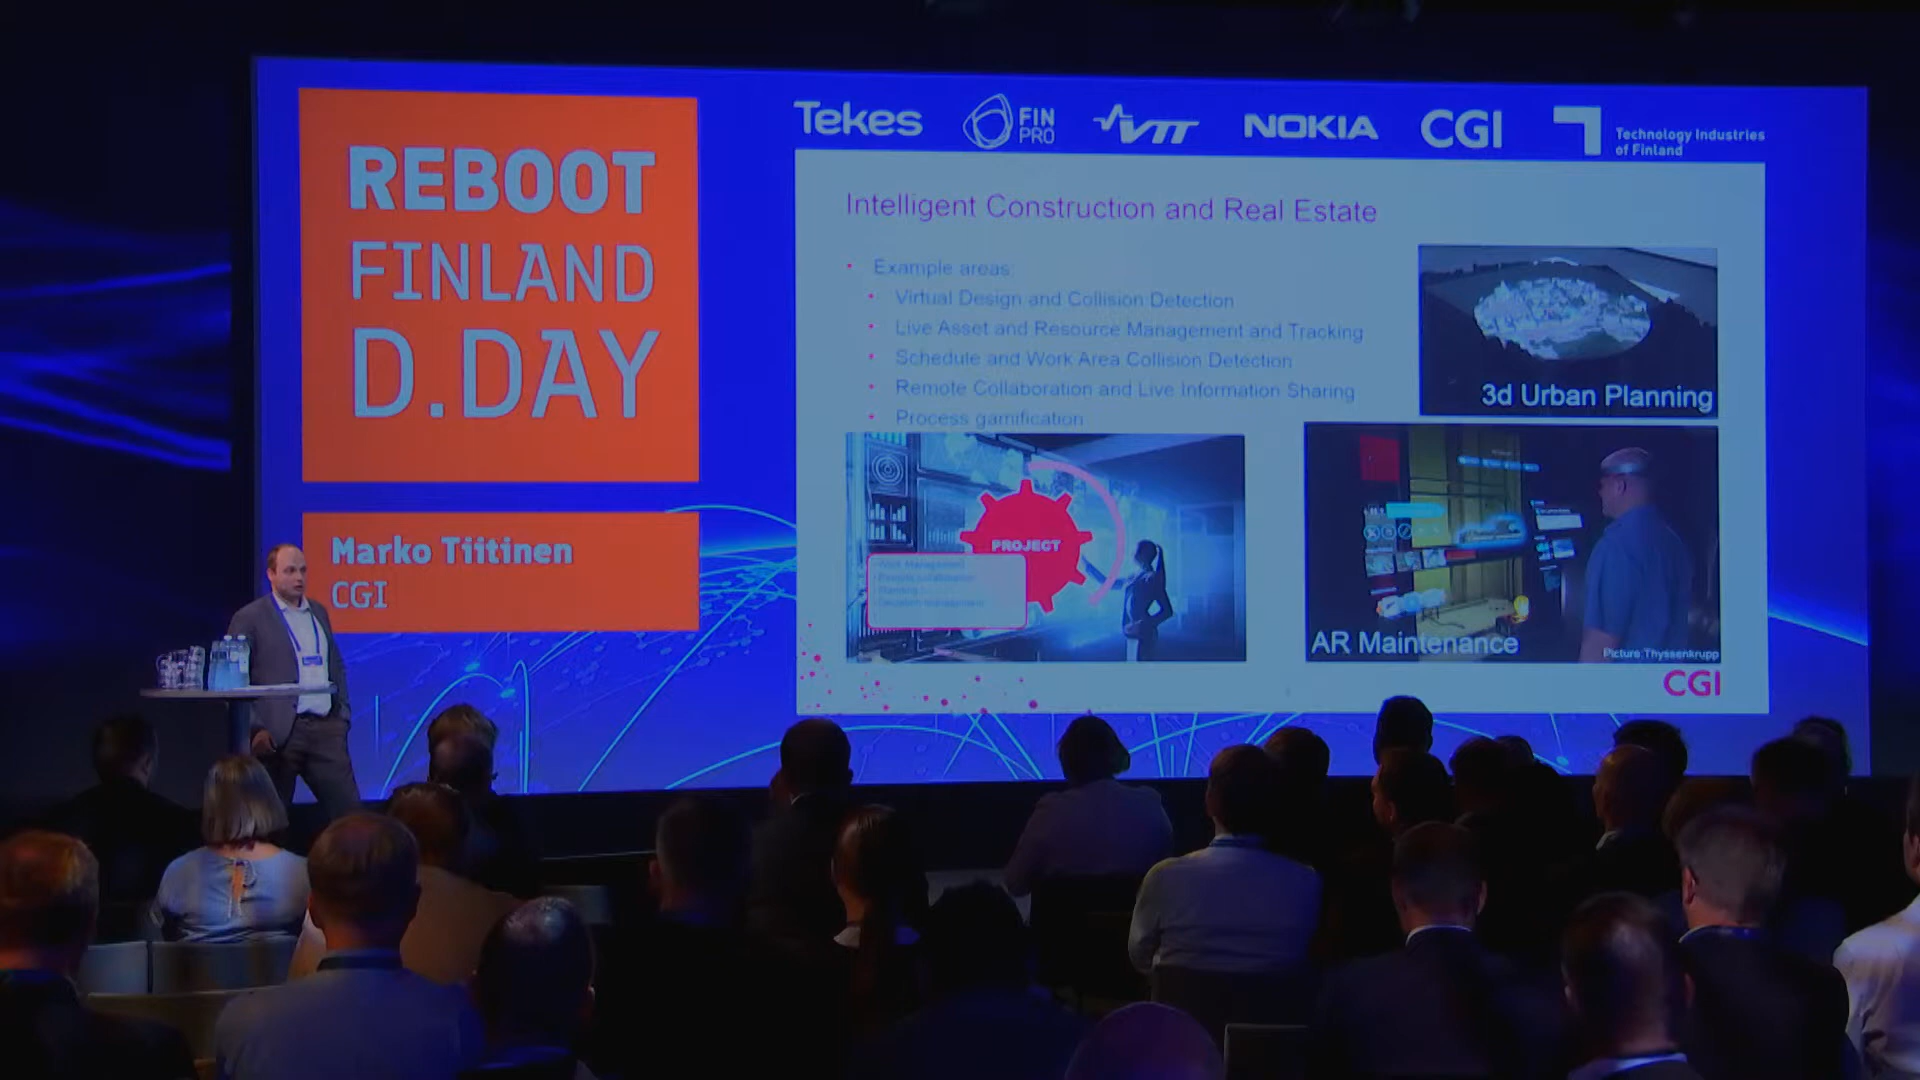 REBOOT
FINLAND
D.DAY
Marko Tiitinen
CGI
Tekes
FIN
PRO
VTT
NOKIA
CGI
Technology Industries
of Finland
Intelligent Construction and Real Estate
• Example areas:
• Virtual Design and Collision Detection
• Live Asset and Resource Management and Tracking
• Schedule and Work Area Collision Detection
• Remote Collaboration and Live Information Sharing
• Process gamification
3d Urban Planning
PROJECT
Work Management
AR Maintenance
Picture:Thyssenkrupp
CGI